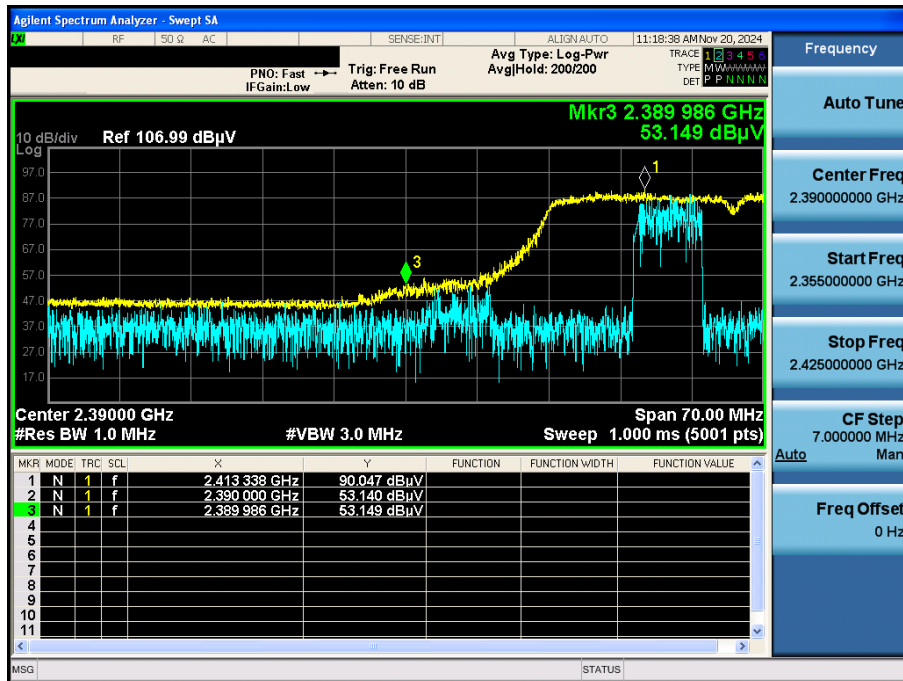 Agilent Spectrum Analyzer - Swept SA
LXI RF 50 Ω AC SENSE:INT ALIGN AUTO 11:18:38 AM Nov 20, 2024
Frequency
PNO: Fast
IFGain:Low
Trig: Free Run
Atten: 10 dB
Avg Type: Log-Pwr
Avg|Hold: 200/200
TRACE 1 2 3 4 5 6
TYPE M W W W W W
DET P P N N N N
Mkr3 2.389 986 GHz
53.149 dBµV
10 dB/div Ref 106.99 dBµV
Log
97.0
87.0
77.0
67.0
57.0
47.0
37.0
27.0
17.0
1
3
Center 2.39000 GHz Span 70.00 MHz
#Res BW 1.0 MHz #VBW 3.0 MHz Sweep 1.000 ms (5001 pts)
MKR MODE TRC SCL X Y FUNCTION FUNCTION WIDTH FUNCTION VALUE
1 N 1 f 2.413 338 GHz 90.047 dBµV
2 N 1 f 2.390 000 GHz 53.140 dBµV
3 N 1 f 2.389 986 GHz 53.149 dBµV
4
5
6
7
8
9
10
11
MSG STATUS
Auto Tune
Center Freq
2.390000000 GHz
Start Freq
2.355000000 GHz
Stop Freq
2.425000000 GHz
CF Step
7.000000 MHz
Auto Man
Freq Offset
0 Hz